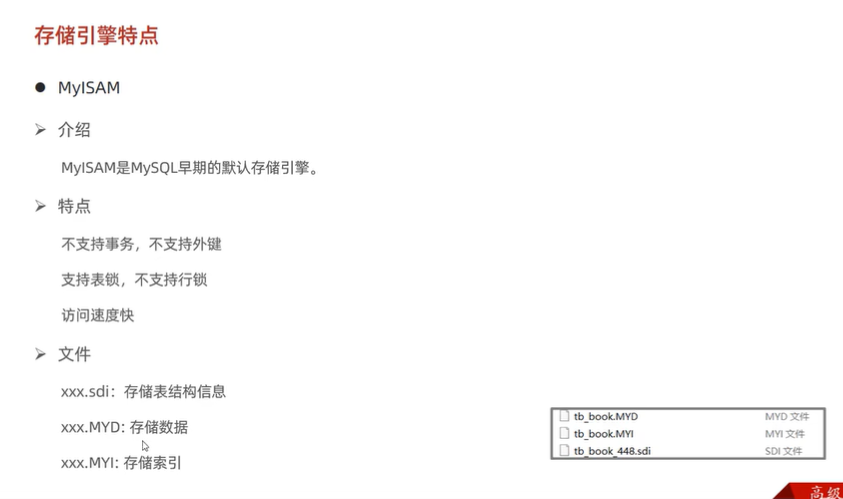 存储引擎特点
MyISAM
介绍
MyISAM是MySQL早期的默认存储引擎。
特点
不支持事务，不支持外键
支持表锁，不支持行锁
访问速度快
文件
xxx.sdi：存储表结构信息
xxx.MYD: 存储数据
xxx.MYI: 存储索引
tb_book.MYD MYD 文件
tb_book.MYI MYI 文件
tb_book_448.sdi SDI 文件
高级